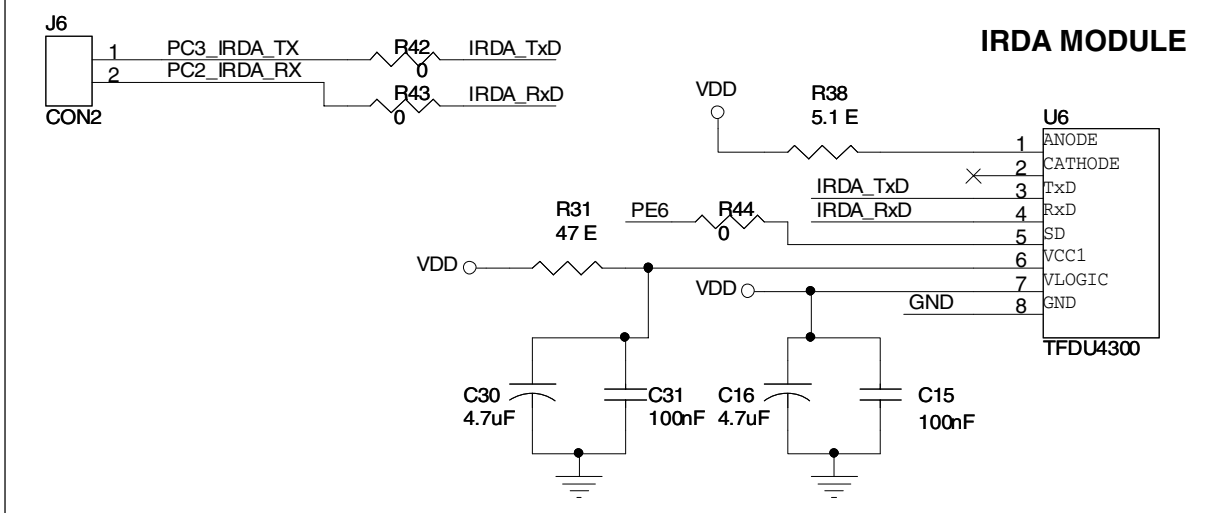 J6
1
PC3_IRDA_TX
R42
0
IRDA_TxD
2
PC2_IRDA_RX
R43
0
IRDA_RxD
CON2
IRDA MODULE
VDD
R38
5.1 E
U6
1
ANODE
2
CATHODE
IRDA_TxD
3
TxD
IRDA_RxD
4
RxD
R31
47 E
PE6
R44
0
5
SD
VDD
6
VCC1
VDD
7
VLOGIC
GND
8
GND
TFDU4300
C30
4.7uF
C31
100nF
C16
4.7uF
C15
100nF